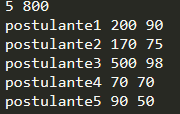 5 800
postulante1 200 90
postulante2 170 75
postulante3 500 98
postulante4 70 70
postulante5 90 50